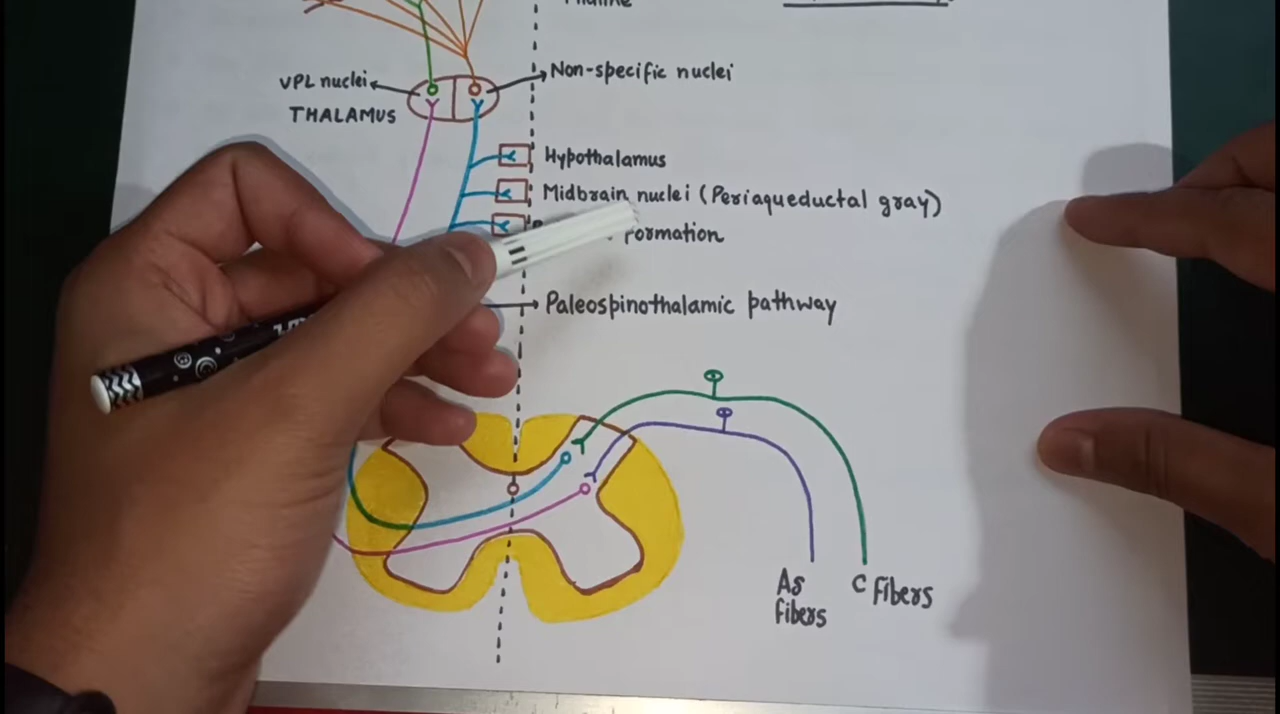 VPL nuclei
Non-specific nuclei
THALAMUS
Hypothalamus
Midbrain nuclei (Periaqueductal gray)
formation
Paleospinothalamic pathway
Aδ
fibers
C fibers